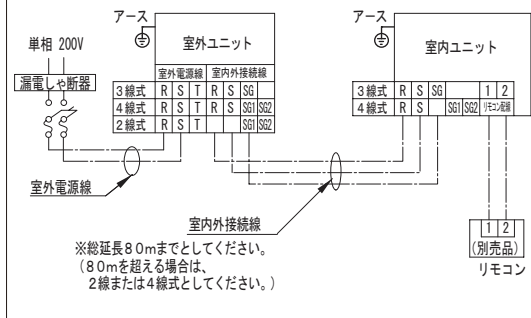 アース
アース
単相 200V
室外ユニット
室内ユニット
漏電しゃ断器
室外電源線 室内外接続線
3線式 R S T R S SG
4線式 R S T R S SG1 SG2
2線式 R S T SG1 SG2
3線式 R S SG 1 2
4線式 R S SG1 SG2 リモコン配線
室外電源線
室内外接続線
※総延長80mまでとしてください。
(80mを超える場合は、
2線または4線式としてください。)
1 2
(別売品)
リモコン